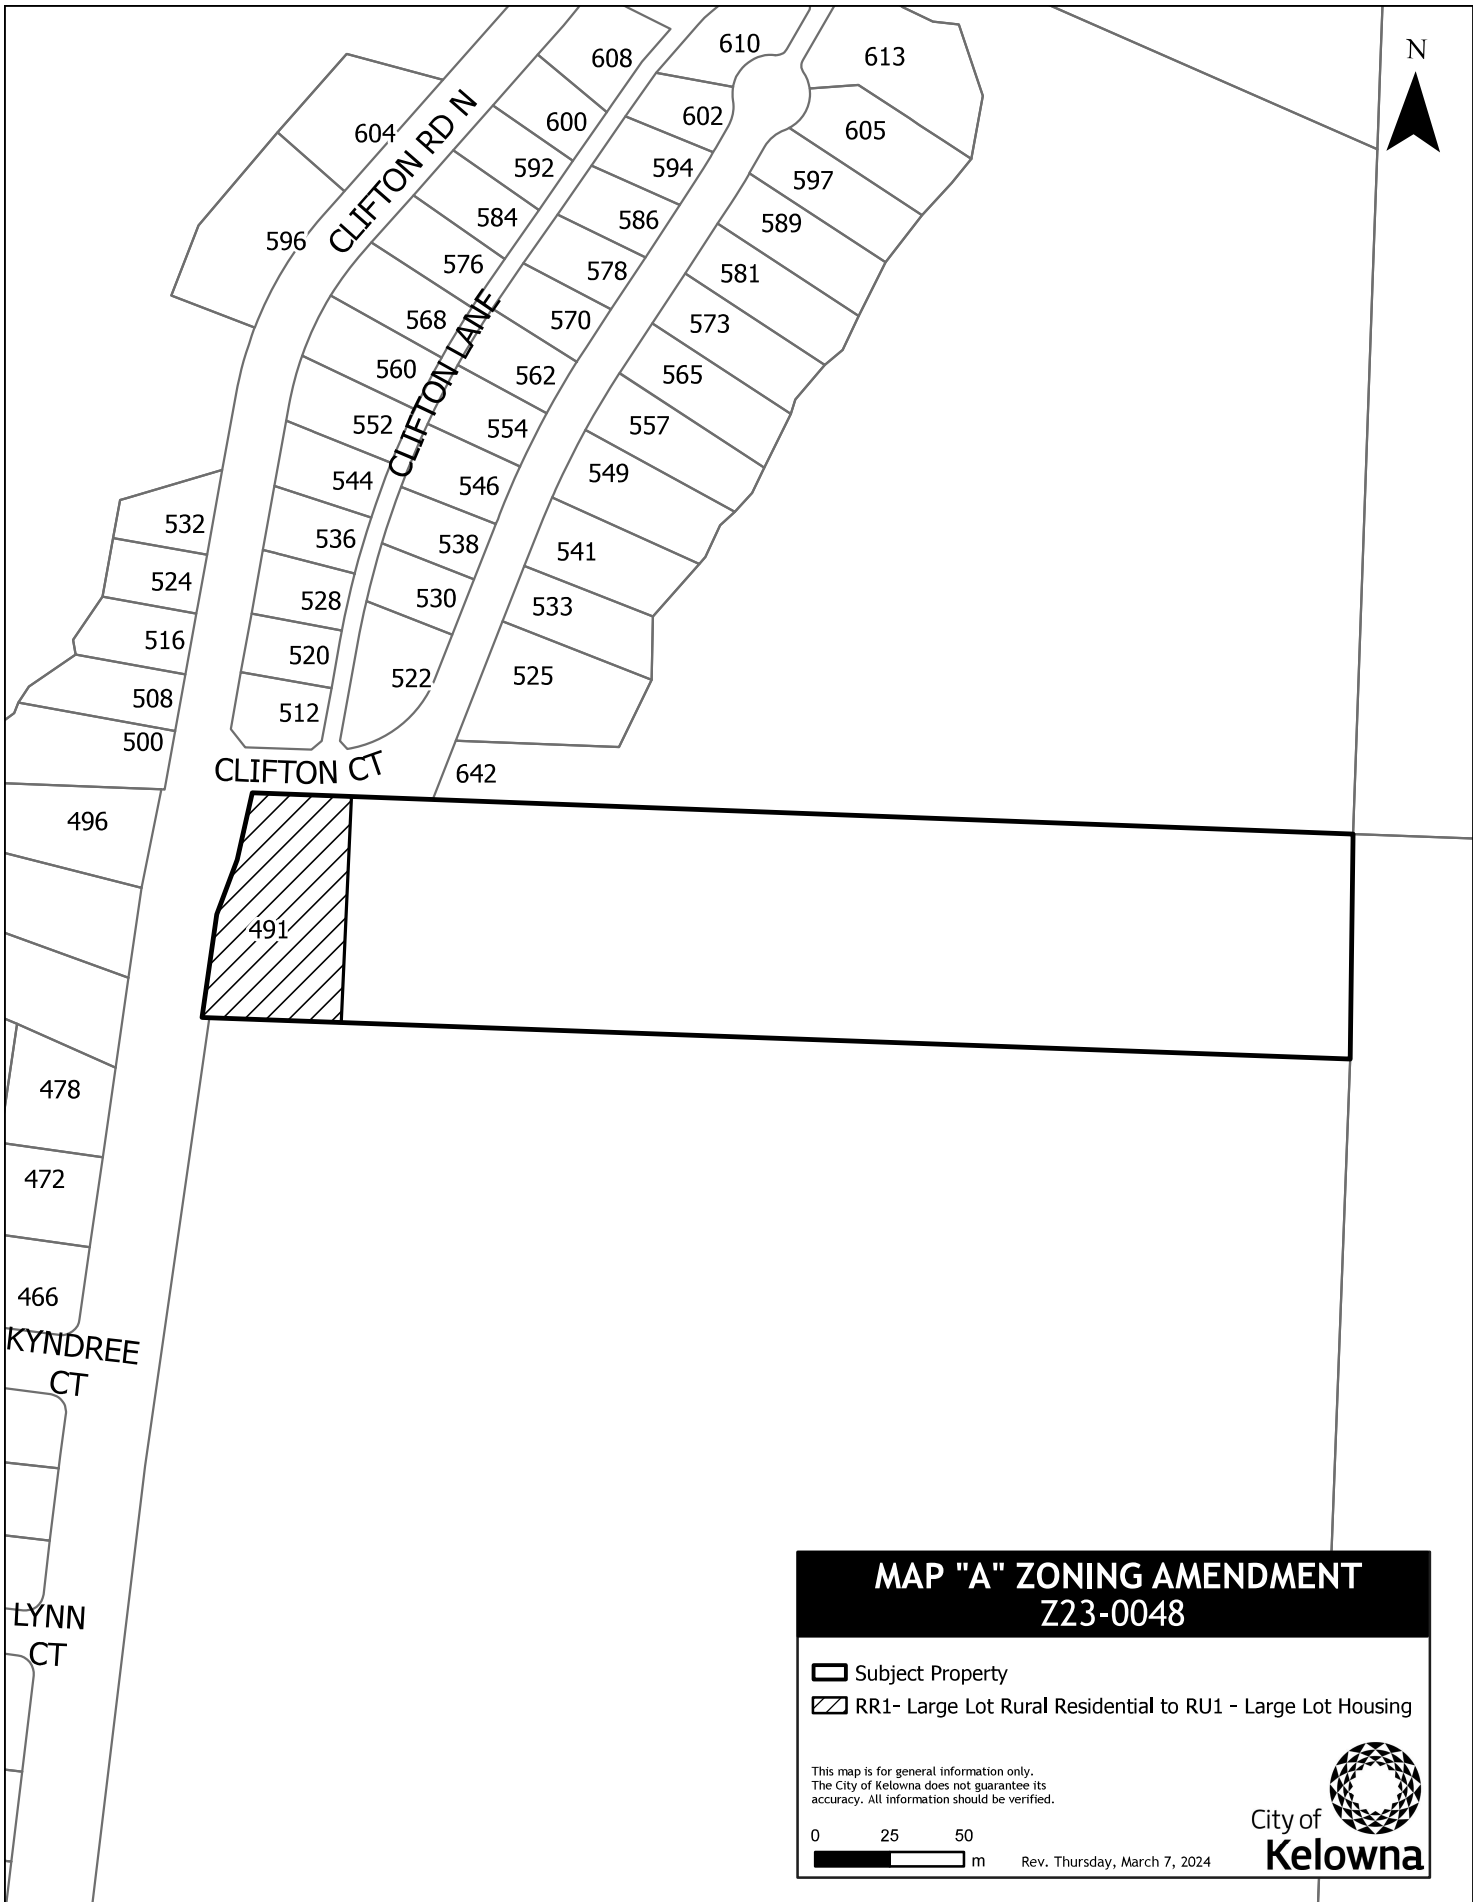 N
610
613
608
602
605
600
604
CLIFTON RD N
592
594
597
584
586
589
596
576
578
581
568
570
573
CLIFTON LANE
560
562
565
552
554
557
544
546
549
532
536
538
541
524
528
530
533
516
520
522
525
508
512
500
CLIFTON CT
642
496
491
478
472
466
KYNDREE
CT
LYNN
CT
MAP "A" ZONING AMENDMENT
Z23-0048
Subject Property
RR1- Large Lot Rural Residential to RU1 - Large Lot Housing
This map is for general information only.
The City of Kelowna does not guarantee its
accuracy. All information should be verified.
0 25 50
m
Rev. Thursday, March 7, 2024
City of
Kelowna